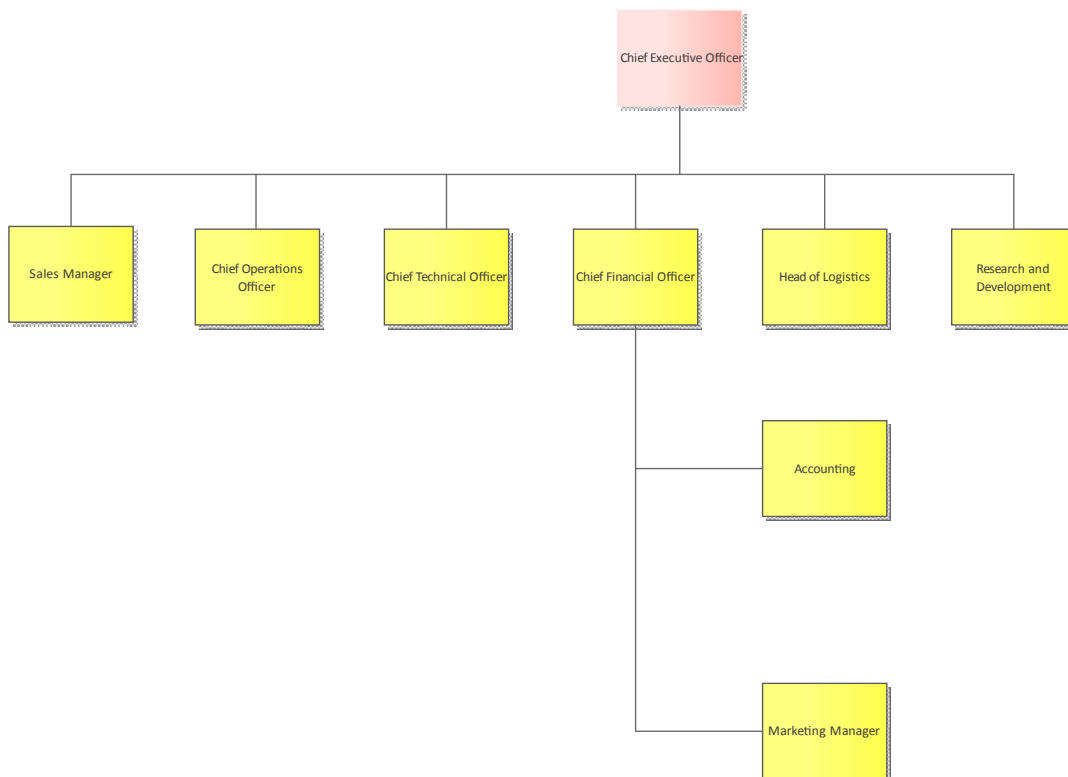 Chief Executive Officer
Sales Manager
Chief Operations
Officer
Chief Technical Officer
Chief Financial Officer
Head of Logistics
Research and
Development
Accounting
Marketing Manager